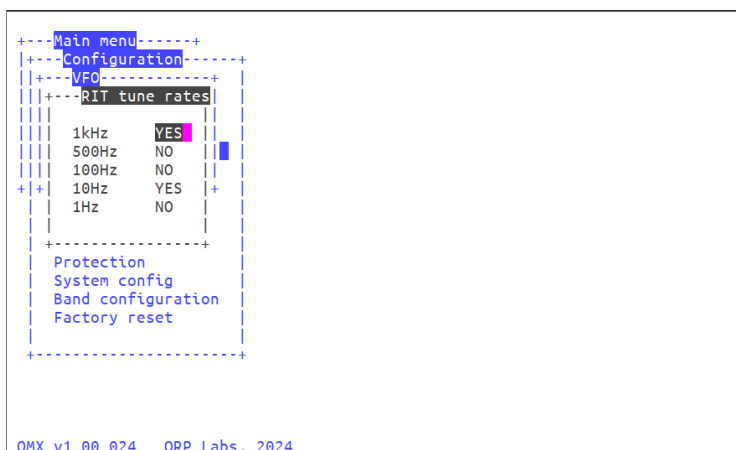 Main menu
Configuration
VFO
RIT tune rates
1kHz YES
500Hz NO
100Hz NO
10Hz YES
1Hz NO
Protection
System config
Band configuration
Factory reset
QMX v1_00_024 QRP Labs, 2024